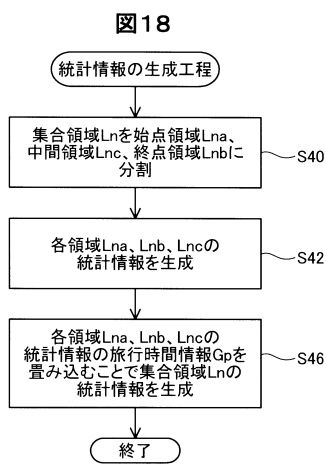 図18
統計情報の生成工程
集合領域Lnを始点領域Lna、
中間領域Lnc、終点領域Lnbに
分割
S40
各領域Lna、Lnb、Lncの
統計情報を生成
S42
各領域Lna、Lnb、Lncの
統計情報の旅行時間情報Gpを
畳み込むことで集合領域Lnの
統計情報を生成
S46
終了